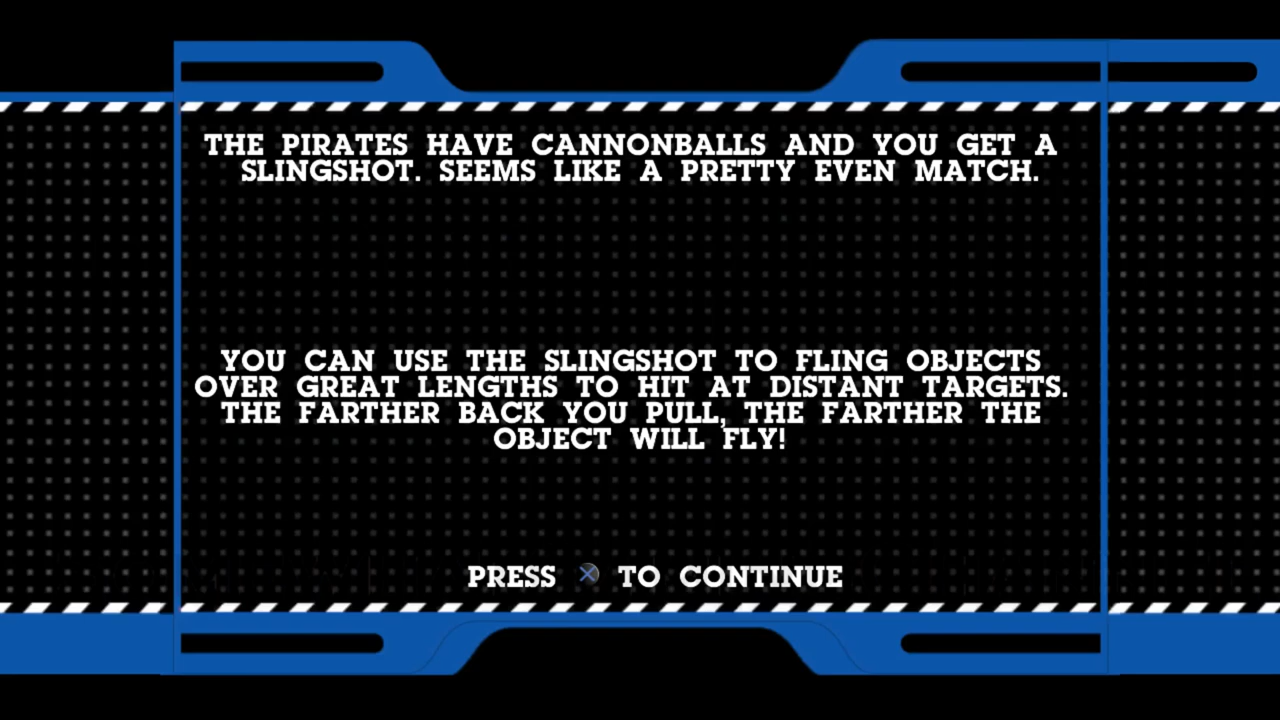 THE PIRATES HAVE CANNONBALLS AND YOU GET A
SLINGSHOT. SEEMS LIKE A PRETTY EVEN MATCH.
YOU CAN USE THE SLINGSHOT TO FLING OBJECTS
OVER GREAT LENGTHS TO HIT AT DISTANT TARGETS.
THE FARTHER BACK YOU PULL, THE FARTHER THE
OBJECT WILL FLY!
PRESS TO CONTINUE